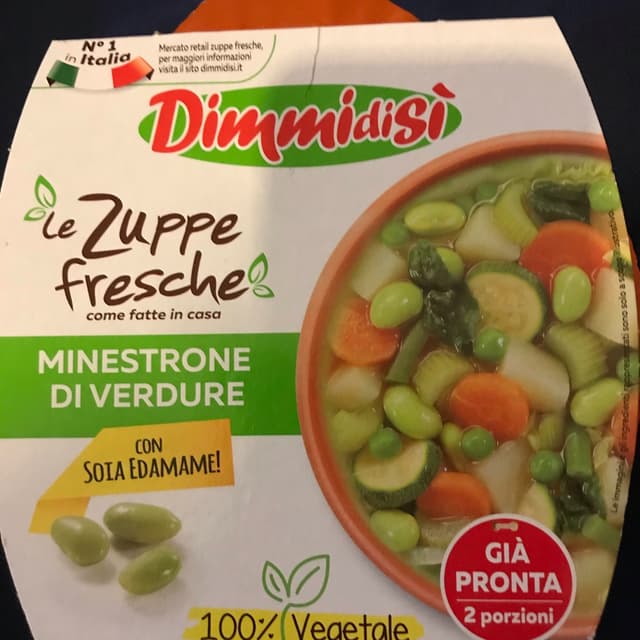 N° 1
in Italia
Mercato retail zuppe fresche,
per maggiori informazioni
visita il sito dimmidisi.it
DimmidiSì
le Zuppe
fresche
come fatte in casa
MINESTRONE
DI VERDURE
CON
SOIA EDAMAME!
GIÀ
PRONTA
2 porzioni
100% Vegetale